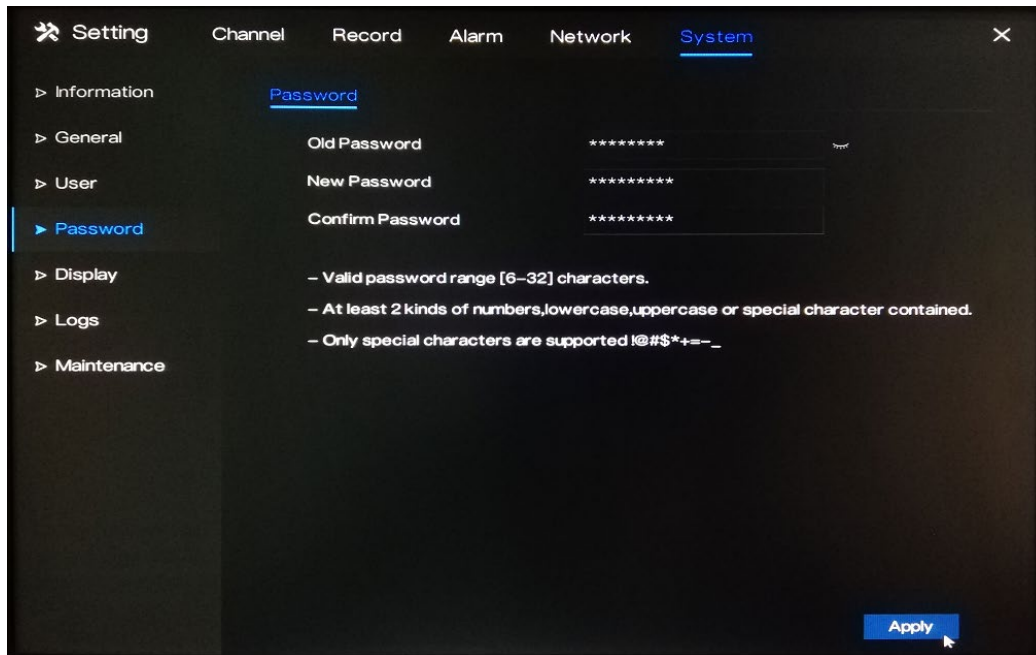 Setting Channel Record Alarm Network System
Information
Password
General
Old Password ********
User
New Password *********
Confirm Password *********
Password
Display
– Valid password range [6-32] characters.
– At least 2 kinds of numbers,lowercase,uppercase or special character contained.
Logs
– Only special characters are supported !@#$*+=-_
Maintenance
Apply